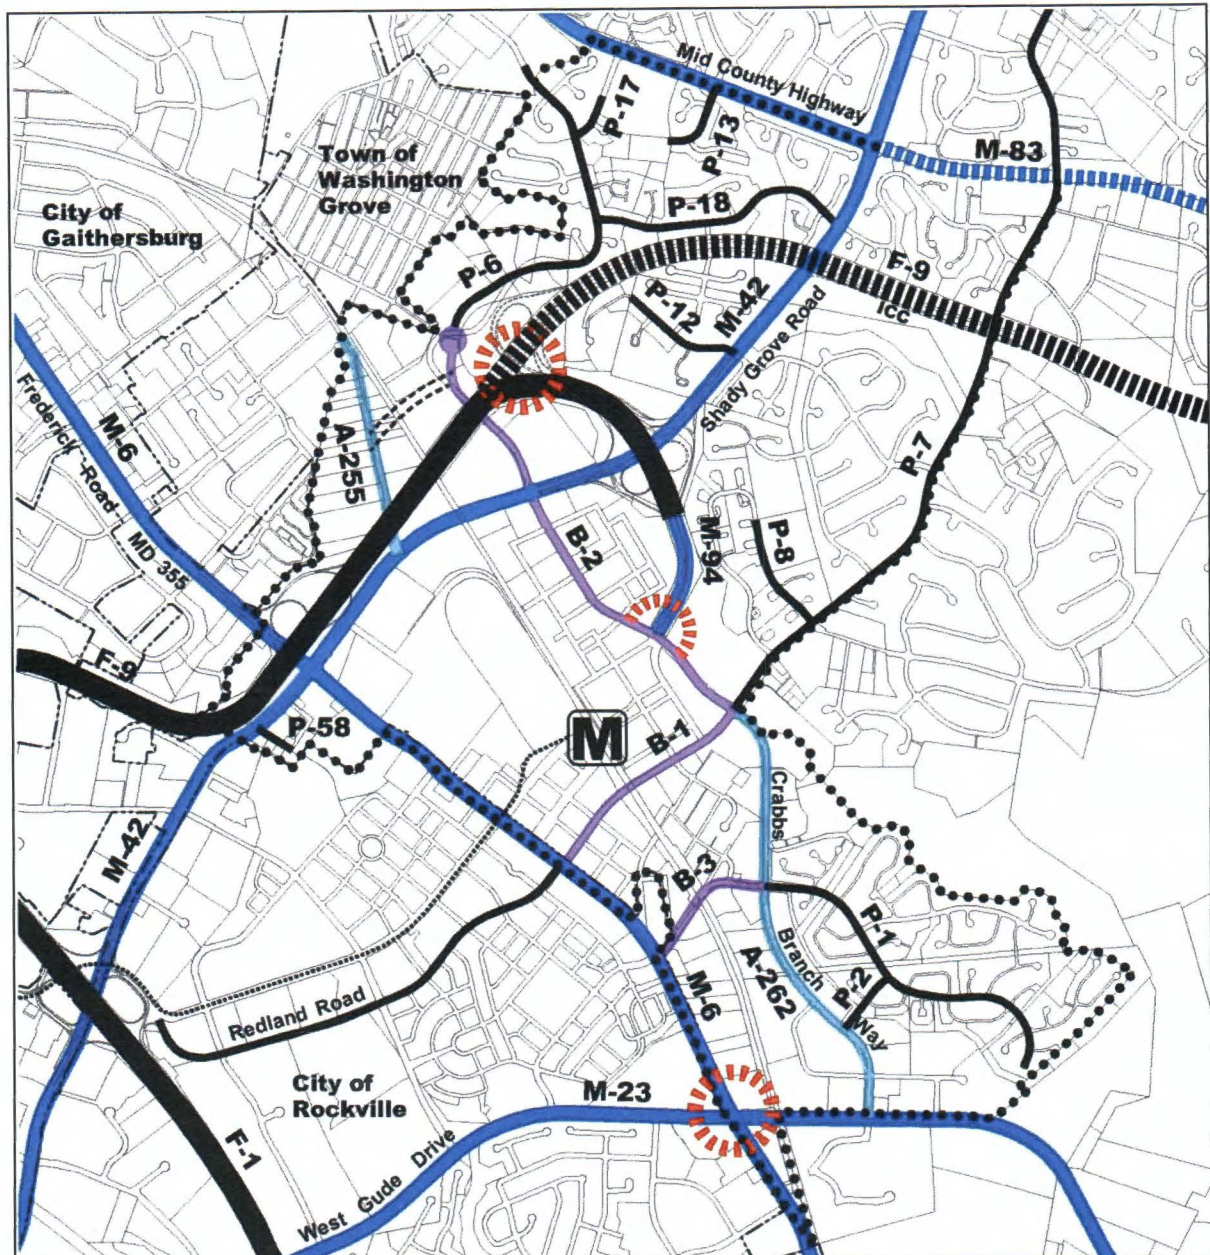 Mid County Highway
P-17
P-13
M-83
Town of
Washington
Grove
City of
Gaithersburg
P-18
P-6
F-9
Icc
P-12
M-42
Shady Grove Road
M-6
Frederick Road
MD 355
A-255
P-7
B-2
M-94
P-8
F-9
P-58
M
B-1
Crabbs
M-42
B-3
P-1
Branch
A-262
P-2
Way
M-6
Redland Road
City of
Rockville
M-23
F-1
West Gude Drive